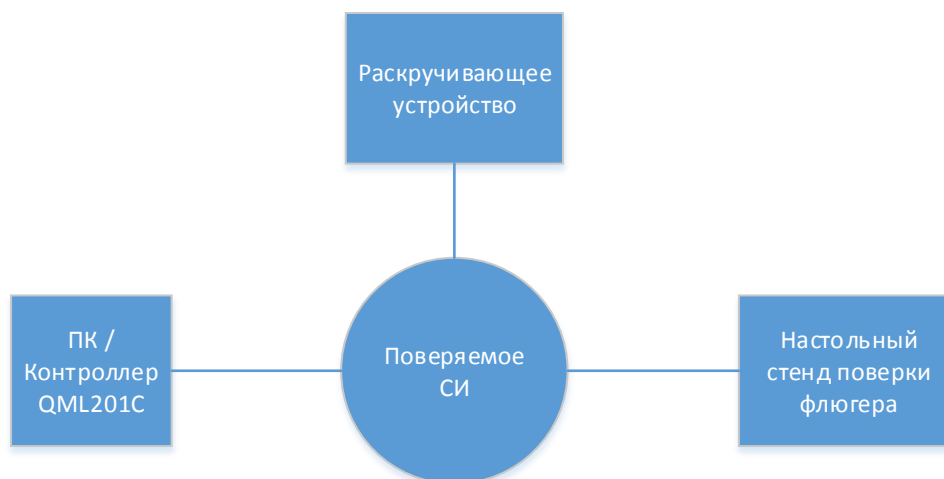 Раскручивающее
устройство
ПК /
Контроллер
QML201C
Поверяемое
СИ
Настольный
стенд поверки
флюгера